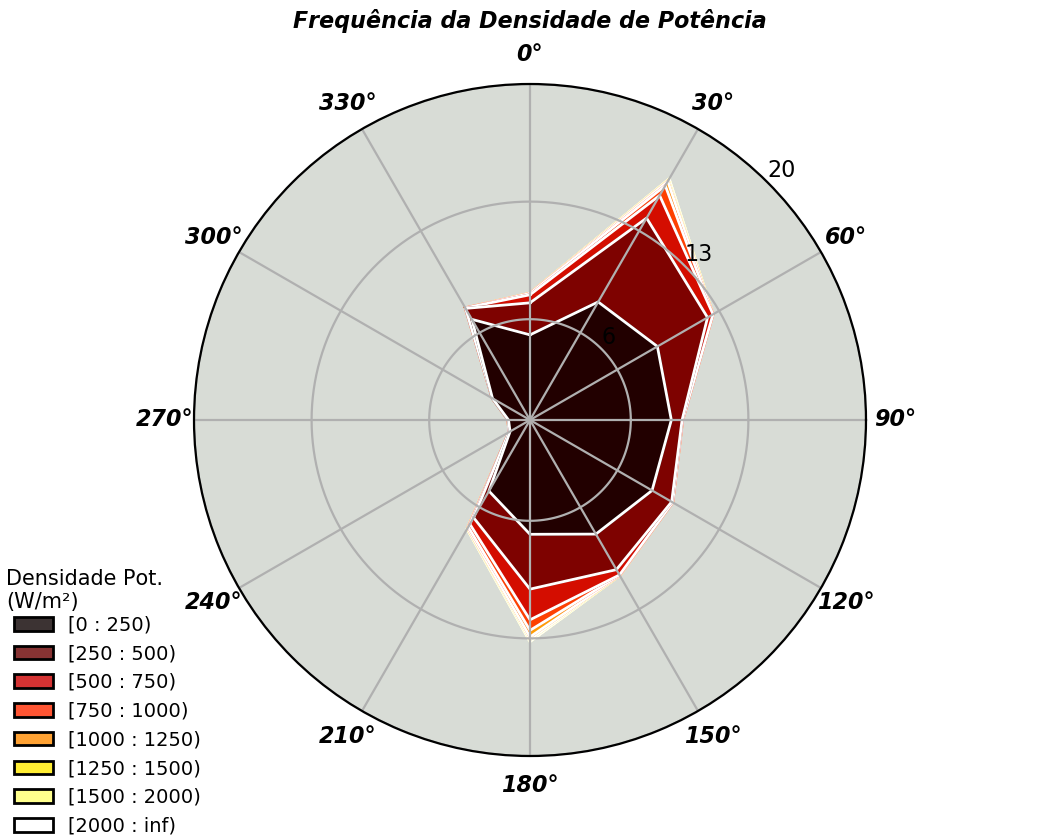 Frequência da Densidade de Potência
0°
330°
30°
20
300°
60°
13
6
270°
90°
240°
120°
210°
150°
180°
Densidade Pot.
(W/m²)
[0 : 250)
[250 : 500)
[500 : 750)
[750 : 1000)
[1000 : 1250)
[1250 : 1500)
[1500 : 2000)
[2000 : inf)